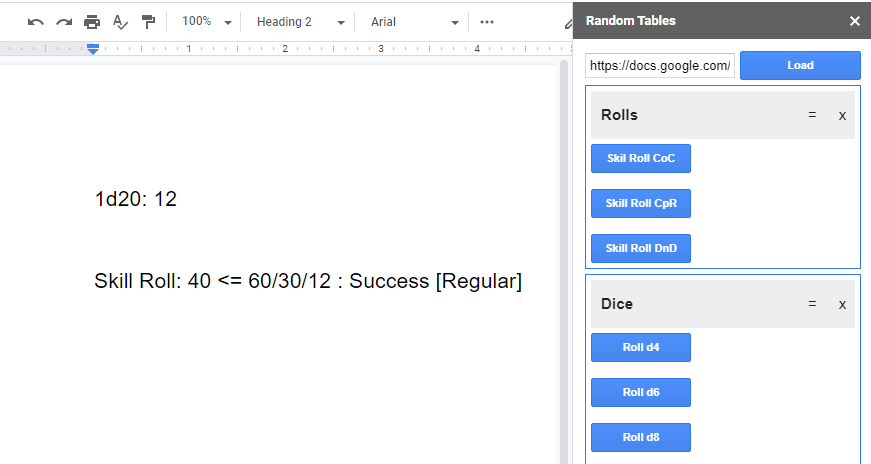 100%
Heading 2
Arial
1 2 3 4
1d20: 12
Skill Roll: 40 <= 60/30/12 : Success [Regular]
Random Tables ×
https://docs.google.com/ Load
Rolls = x
Skil Roll CoC
Skill Roll CpR
Skill Roll DnD
Dice = x
Roll d4
Roll d6
Roll d8